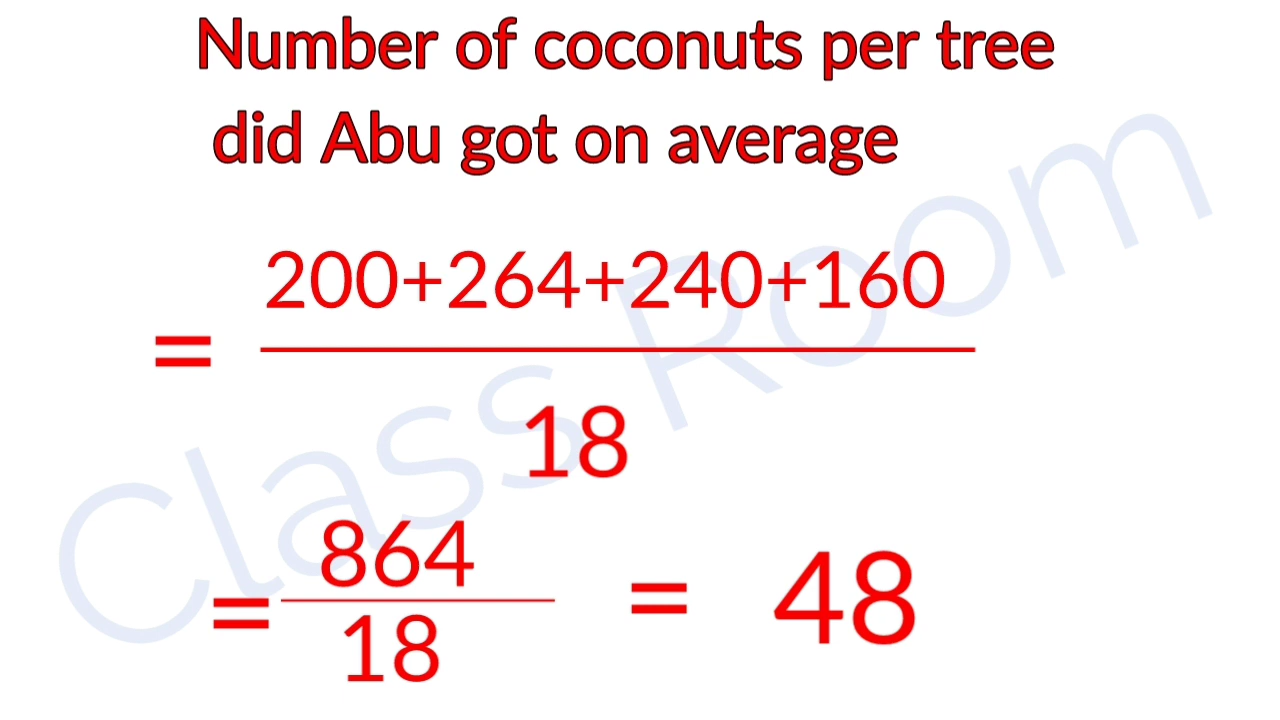 Number of coconuts per tree
did Abu got on average
200+264+240+160
=
18
864
= = 48
18
Class Room